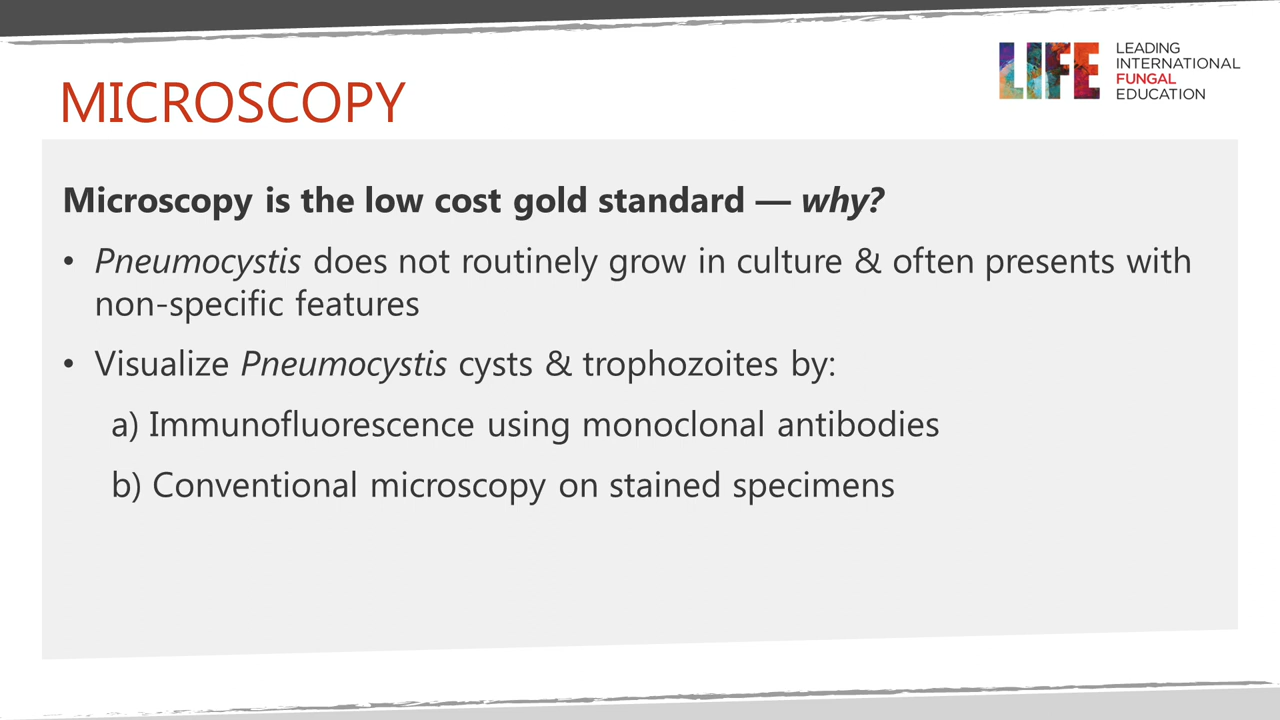 LIFE
LEADING
INTERNATIONAL
FUNGAL
EDUCATION
MICROSCOPY
Microscopy is the low cost gold standard — why?
• Pneumocystis does not routinely grow in culture & often presents with
non-specific features
• Visualize Pneumocystis cysts & trophozoites by:
a) Immunofluorescence using monoclonal antibodies
b) Conventional microscopy on stained specimens